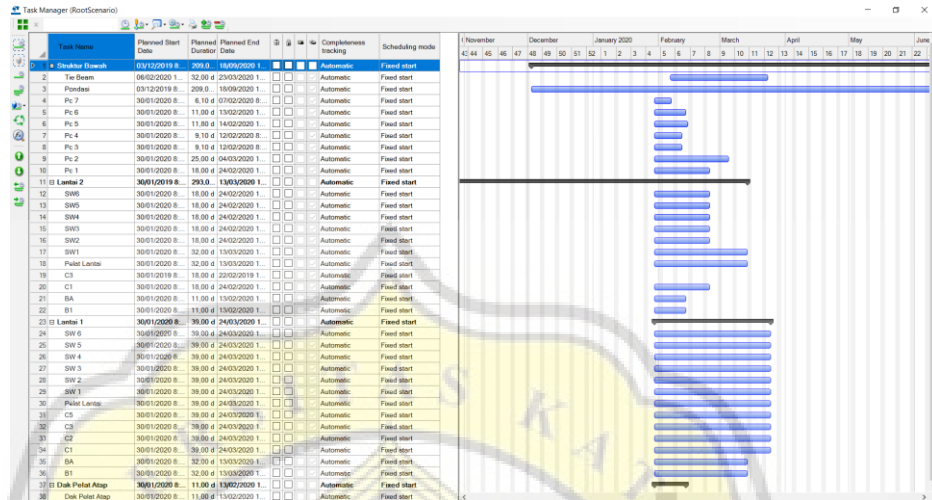 Task Manager (RootScenario)
Task Name Planned Start Date Planned Duration Planned End Date Completeness tracking Scheduling mode
November December January 2020 February March April May June
43 44 45 46 47 48 49 50 51 52 1 2 3 4 5 6 7 8 9 10 11 12 13 14 15 16 17 18 19 20 21 22
1 Struktur Bawah 03/12/2019 8:... 209,0... 18/09/2020 1... Automatic Fixed start
2 Tie Beam 06/02/2020 1... 32,00 d 23/03/2020 1... Automatic Fixed start
3 Pondasi 03/12/2019 8:... 209,0... 18/09/2020 1... Automatic Fixed start
4 Pc 7 30/01/2020 8:... 6,10 d 07/02/2020 8:... Automatic Fixed start
5 Pc 6 30/01/2020 8:... 11,00 d 13/02/2020 1... Automatic Fixed start
6 Pc 5 30/01/2020 8:... 11,80 d 14/02/2020 1... Automatic Fixed start
7 Pc 4 30/01/2020 8:... 9,10 d 12/02/2020 8:... Automatic Fixed start
8 Pc 3 30/01/2020 8:... 9,10 d 12/02/2020 8:... Automatic Fixed start
9 Pc 2 30/01/2020 8:... 25,00 d 04/03/2020 1... Automatic Fixed start
10 Pc 1 30/01/2020 8:... 18,00 d 24/02/2020 1... Automatic Fixed start
11 Lantai 2 30/01/2019 8:... 293,0... 13/03/2020 1... Automatic Fixed start
12 SW6 30/01/2020 8:... 18,00 d 24/02/2020 1... Automatic Fixed start
13 SW5 30/01/2020 8:... 18,00 d 24/02/2020 1... Automatic Fixed start
14 SW4 30/01/2020 8:... 18,00 d 24/02/2020 1... Automatic Fixed start
15 SW3 30/01/2020 8:... 18,00 d 24/02/2020 1... Automatic Fixed start
16 SW2 30/01/2020 8:... 18,00 d 24/02/2020 1... Automatic Fixed start
17 SW1 30/01/2020 8:... 32,00 d 13/03/2020 1... Automatic Fixed start
18 Pelat Lantai 30/01/2020 8:... 32,00 d 13/03/2020 1... Automatic Fixed start
19 C3 30/01/2019 8:... 18,00 d 22/02/2019 1... Automatic Fixed start
20 C1 30/01/2020 8:... 18,00 d 24/02/2020 1... Automatic Fixed start
21 BA 30/01/2020 8:... 11,00 d 13/02/2020 1... Automatic Fixed start
22 B1 30/01/2020 8:... 11,00 d 13/02/2020 1... Automatic Fixed start
23 Lantai 1 30/01/2020 8:... 39,00 d 24/03/2020 1... Automatic Fixed start
24 SW 6 30/01/2020 8:... 39,00 d 24/03/2020 1... Automatic Fixed start
25 SW 5 30/01/2020 8:... 39,00 d 24/03/2020 1... Automatic Fixed start
26 SW 4 30/01/2020 8:... 39,00 d 24/03/2020 1... Automatic Fixed start
27 SW 3 30/01/2020 8:... 39,00 d 24/03/2020 1... Automatic Fixed start
28 SW 2 30/01/2020 8:... 39,00 d 24/03/2020 1... Automatic Fixed start
29 SW 1 30/01/2020 8:... 39,00 d 24/03/2020 1... Automatic Fixed start
30 Pelat Lantai 30/01/2020 8:... 39,00 d 24/03/2020 1... Automatic Fixed start
31 C5 30/01/2020 8:... 39,00 d 24/03/2020 1... Automatic Fixed start
32 C3 30/01/2020 8:... 39,00 d 24/03/2020 1... Automatic Fixed start
33 C2 30/01/2020 8:... 39,00 d 24/03/2020 1... Automatic Fixed start
34 C1 30/01/2020 8:... 39,00 d 24/03/2020 1... Automatic Fixed start
35 BA 30/01/2020 8:... 32,00 d 13/03/2020 1... Automatic Fixed start
36 B1 30/01/2020 8:... 32,00 d 13/03/2020 1... Automatic Fixed start
37 Dak Pelat Atap 30/01/2020 8:... 11,00 d 13/02/2020 1... Automatic Fixed start
38 Dak Pelat Atap 30/01/2020 8:... 11,00 d 13/02/2020 1... Automatic Fixed start